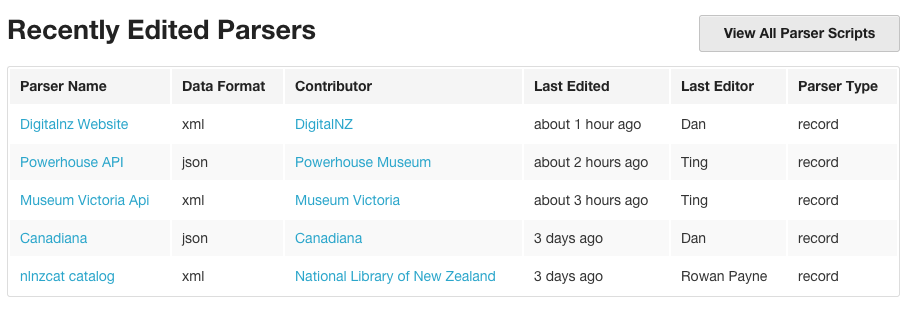 Recently Edited Parsers
View All Parser Scripts
Parser Name Data Format Contributor Last Edited Last Editor Parser Type
Digitalnz Website xml DigitalNZ about 1 hour ago Dan record
Powerhouse API json Powerhouse Museum about 2 hours ago Ting record
Museum Victoria Api xml Museum Victoria about 3 hours ago Ting record
Canadiana json Canadiana 3 days ago Dan record
nlnzcat catalog xml National Library of New Zealand 3 days ago Rowan Payne record